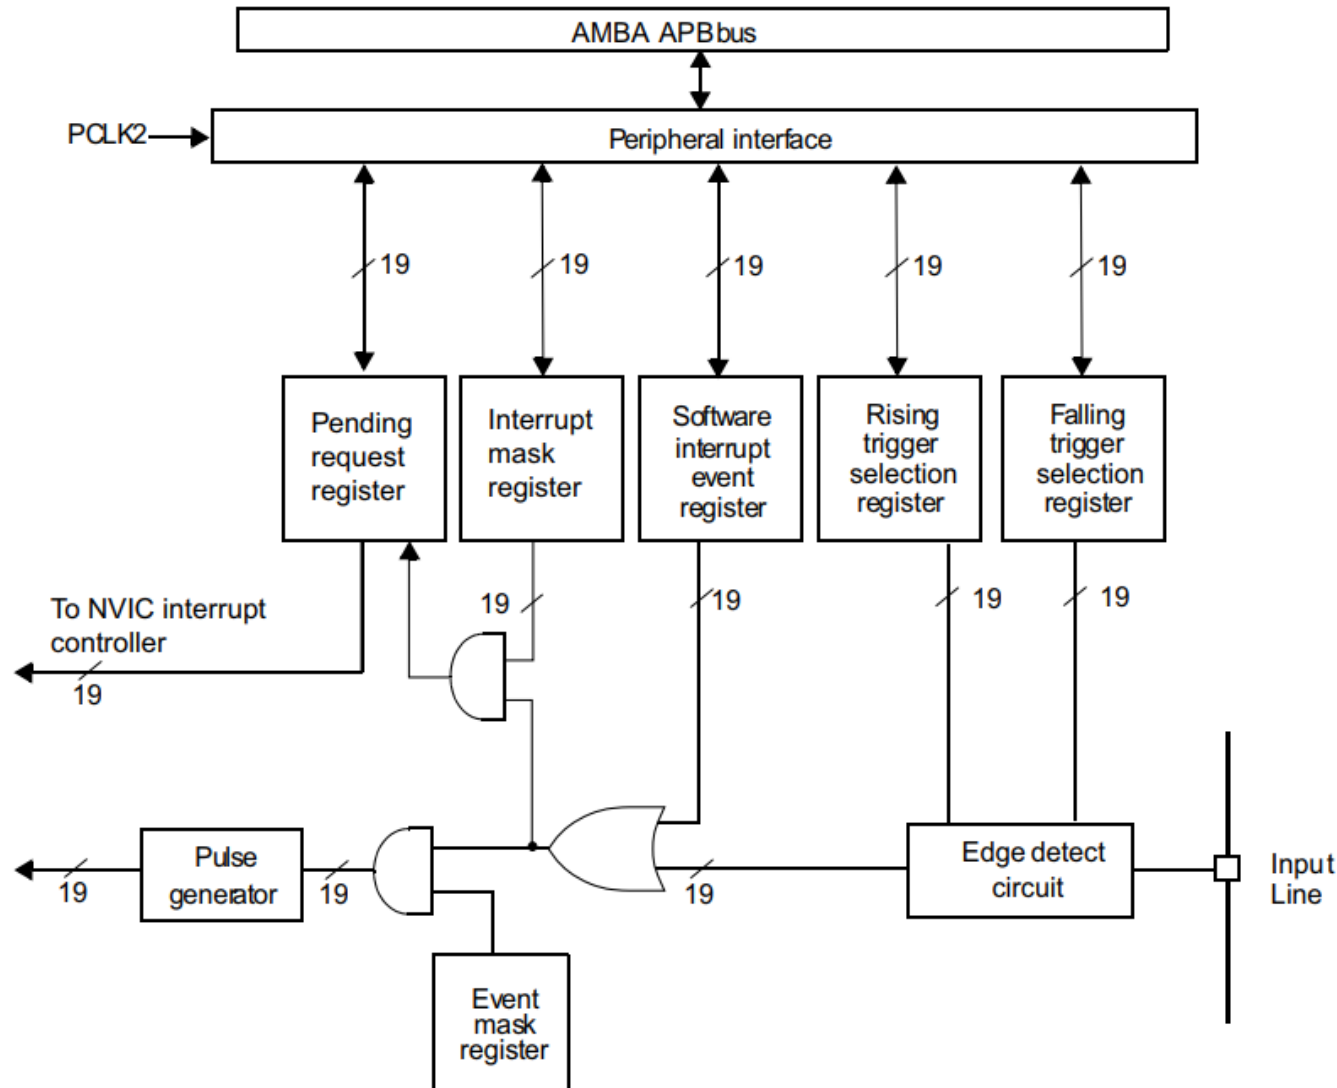 AMBA APB bus
PCLK2
Peripheral interface
19
19
19
19
19
Pending
request
register
Interrupt
mask
register
Software
interrupt
event
register
Rising
trigger
selection
register
Falling
trigger
selection
register
19
19
19
19
To NVIC interrupt
controller
19
Pulse
generator
19
19
19
Edge detect
circuit
Input
Line
Event
mask
register